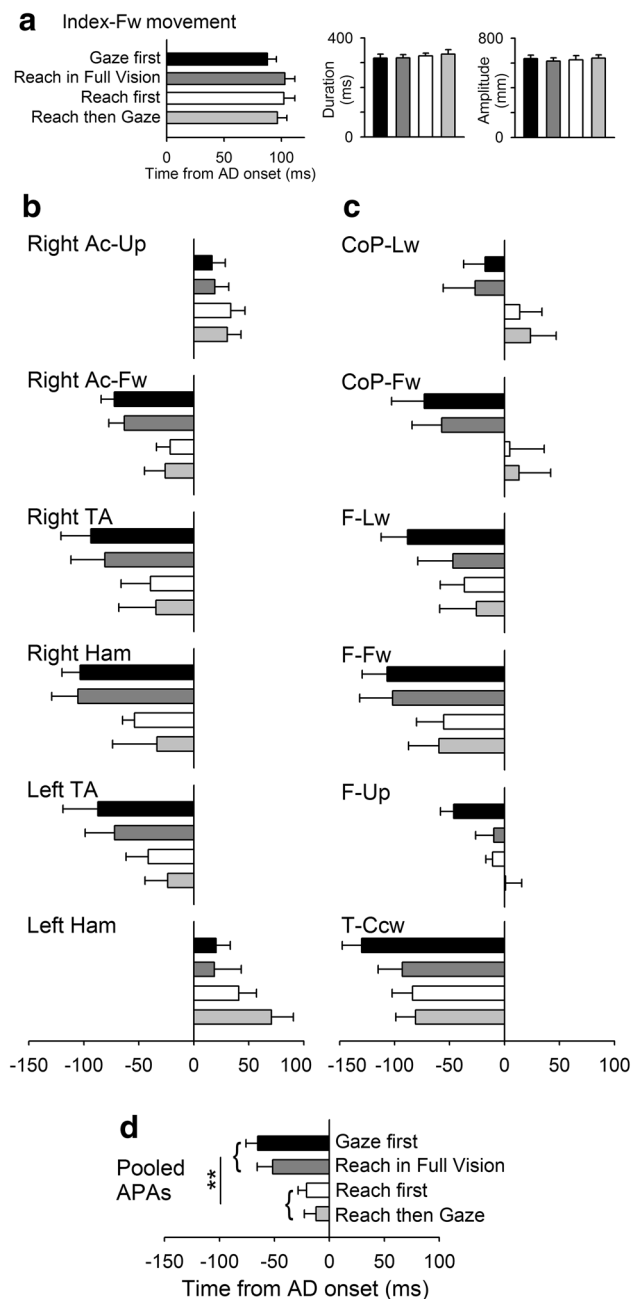 a Index-Fw movement
Gaze first
Reach in Full Vision
Reach first
Reach then Gaze
0 50 100
Time from AD onset (ms)
400
0
Duration (ms)
800
0
Amplitude (mm)
b
Right Ac-Up
Right Ac-Fw
Right TA
Right Ham
Left TA
Left Ham
-150 -100 -50 0 50 100
c
CoP-Lw
CoP-Fw
F-Lw
F-Fw
F-Up
T-Ccw
-150 -100 -50 0 50 100
d
Pooled APAs
**
{
{
Gaze first
Reach in Full Vision
Reach first
Reach then Gaze
-150 -100 -50 0 50 100
Time from AD onset (ms)